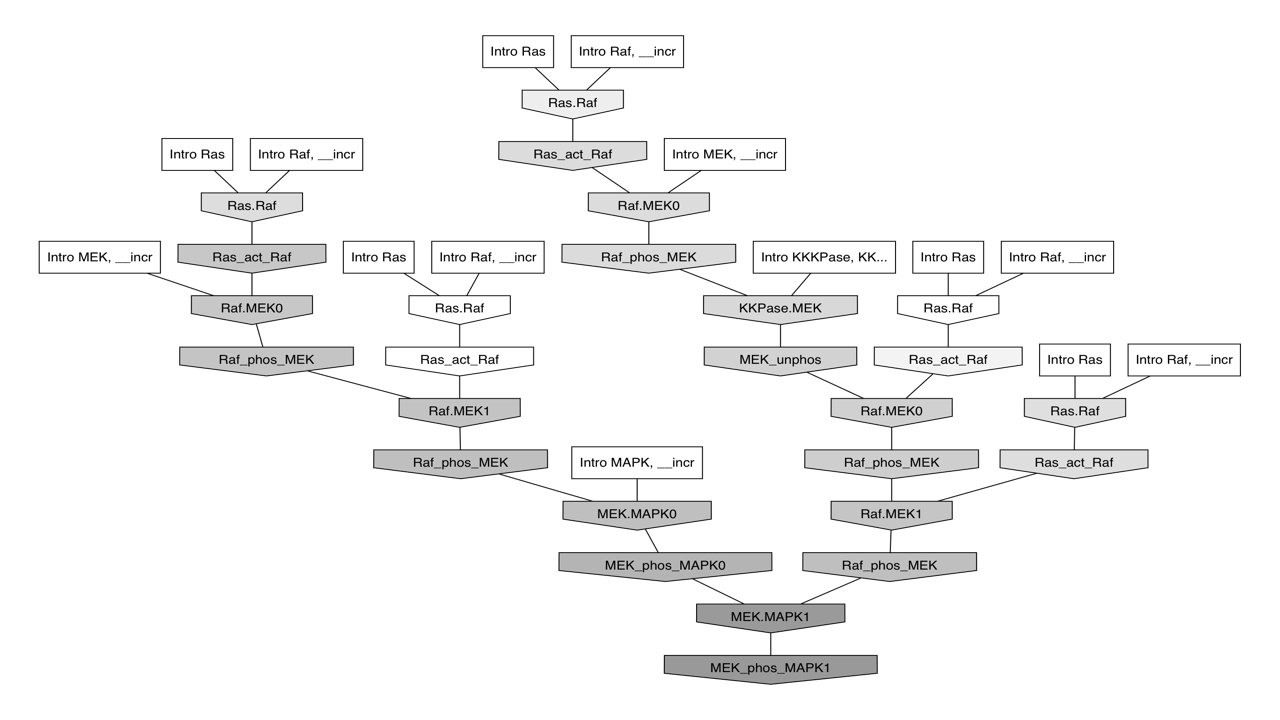 Intro Ras
Intro Raf, __incr
Ras.Raf
Intro Ras
Intro Raf, __incr
Ras_act_Raf
Intro MEK, __incr
Ras.Raf
Raf.MEK0
Intro MEK, __incr
Ras_act_Raf
Intro Ras
Intro Raf, __incr
Raf_phos_MEK
Intro KKKPase, KK...
Intro Ras
Intro Raf, __incr
Raf.MEK0
Ras.Raf
KKPase.MEK
Ras.Raf
Raf_phos_MEK
Ras_act_Raf
MEK_unphos
Ras_act_Raf
Intro Ras
Intro Raf, __incr
Raf.MEK1
Raf.MEK0
Ras.Raf
Raf_phos_MEK
Intro MAPK, __incr
Raf_phos_MEK
Ras_act_Raf
MEK.MAPK0
Raf.MEK1
MEK_phos_MAPK0
Raf_phos_MEK
MEK.MAPK1
MEK_phos_MAPK1